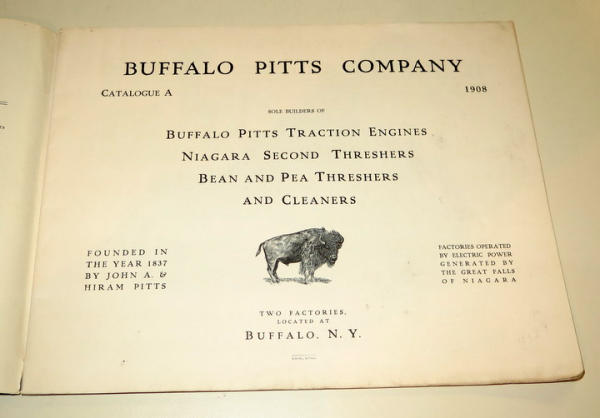 BUFFALO PITTS COMPANY
CATALOGUE A
1908
SOLE BUILDERS OF
BUFFALO PITTS TRACTION ENGINES
NIAGARA SECOND THRESHERS
BEAN AND PEA THRESHERS
AND CLEANERS
FOUNDED IN
THE YEAR 1837
BY JOHN A. &
HIRAM PITTS
FACTORIES OPERATED
BY ELECTRIC POWER
GENERATED BY
THE GREAT FALLS
OF NIAGARA
TWO FACTORIES,
LOCATED AT
BUFFALO, N. Y.